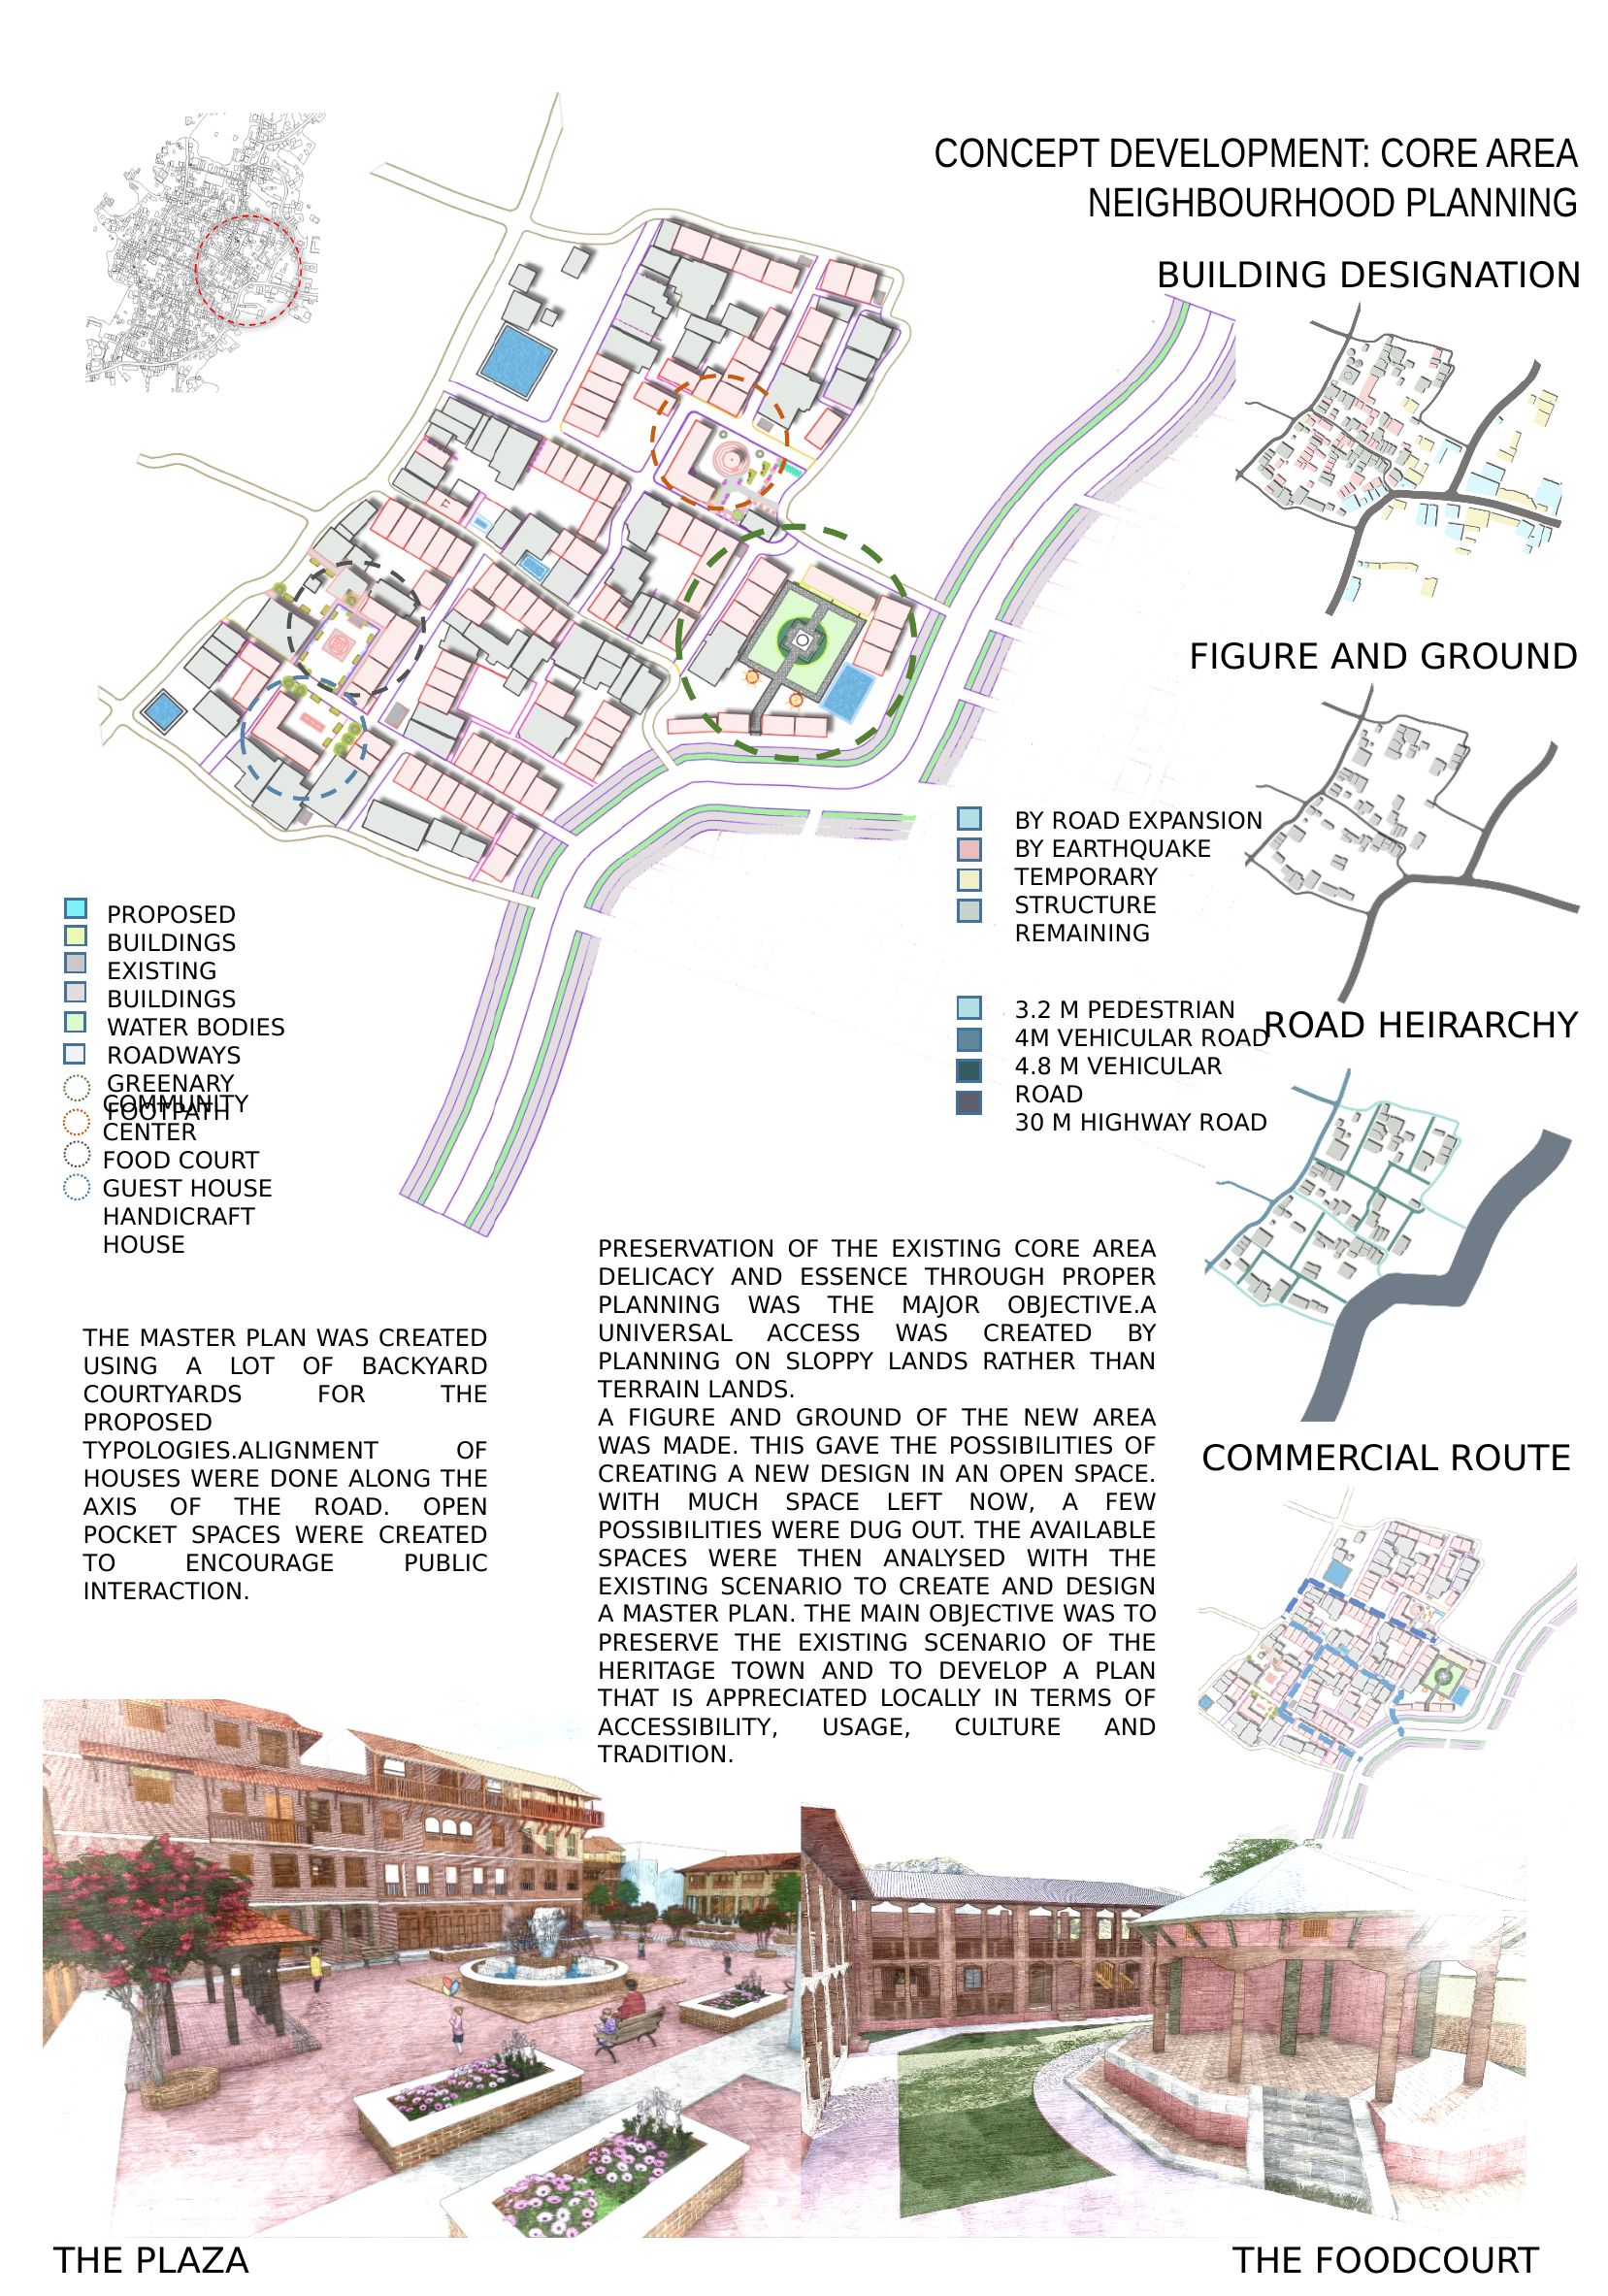 CONCEPT DEVELOPMENT: CORE AREA
NEIGHBOURHOOD PLANNING
BUILDING DESIGNATION
FIGURE AND GROUND
BY ROAD EXPANSION
BY EARTHQUAKE
TEMPORARY
STRUCTURE
REMAINING
PROPOSED
BUILDINGS
EXISTING
BUILDINGS
WATER BODIES
ROADWAYS
GREENARY
FOOTPATH
COMMUNITY
CENTER
FOOD COURT
GUEST HOUSE
HANDICRAFT
HOUSE
3.2 M PEDESTRIAN
4M VEHICULAR ROAD
4.8 M VEHICULAR
ROAD
30 M HIGHWAY ROAD
ROAD HEIRARCHY
THE MASTER PLAN WAS CREATED
USING A LOT OF BACKYARD
COURTYARDS FOR THE
PROPOSED
TYPOLOGIES.ALIGNMENT OF
HOUSES WERE DONE ALONG THE
AXIS OF THE ROAD. OPEN
POCKET SPACES WERE CREATED
TO ENCOURAGE PUBLIC
INTERACTION.
PRESERVATION OF THE EXISTING CORE AREA
DELICACY AND ESSENCE THROUGH PROPER
PLANNING WAS THE MAJOR OBJECTIVE.A
UNIVERSAL ACCESS WAS CREATED BY
PLANNING ON SLOPPY LANDS RATHER THAN
TERRAIN LANDS.
A FIGURE AND GROUND OF THE NEW AREA
WAS MADE. THIS GAVE THE POSSIBILITIES OF
CREATING A NEW DESIGN IN AN OPEN SPACE.
WITH MUCH SPACE LEFT NOW, A FEW
POSSIBILITIES WERE DUG OUT. THE AVAILABLE
SPACES WERE THEN ANALYSED WITH THE
EXISTING SCENARIO TO CREATE AND DESIGN
A MASTER PLAN. THE MAIN OBJECTIVE WAS TO
PRESERVE THE EXISTING SCENARIO OF THE
HERITAGE TOWN AND TO DEVELOP A PLAN
THAT IS APPRECIATED LOCALLY IN TERMS OF
ACCESSIBILITY, USAGE, CULTURE AND
TRADITION.
COMMERCIAL ROUTE
THE PLAZA
THE FOODCOURT